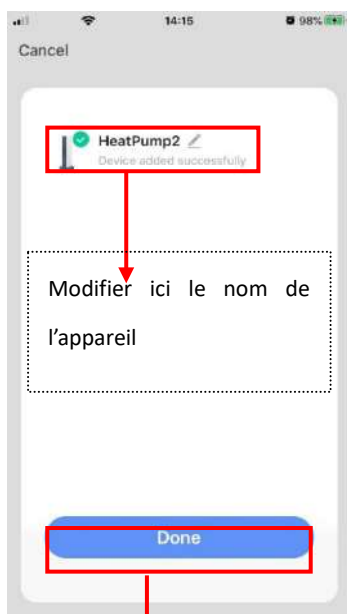 14:15
98%
Cancel
HeatPump2
Device added successfully
Modifier ici le nom de
l'appareil
Done